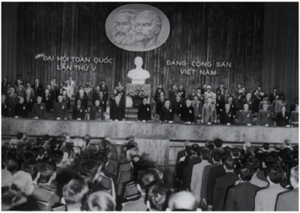 ĐẠI HỘI TOÀN QUỐC
LẦN THỨ V
ĐẢNG CỘNG SẢN
VIỆT NAM